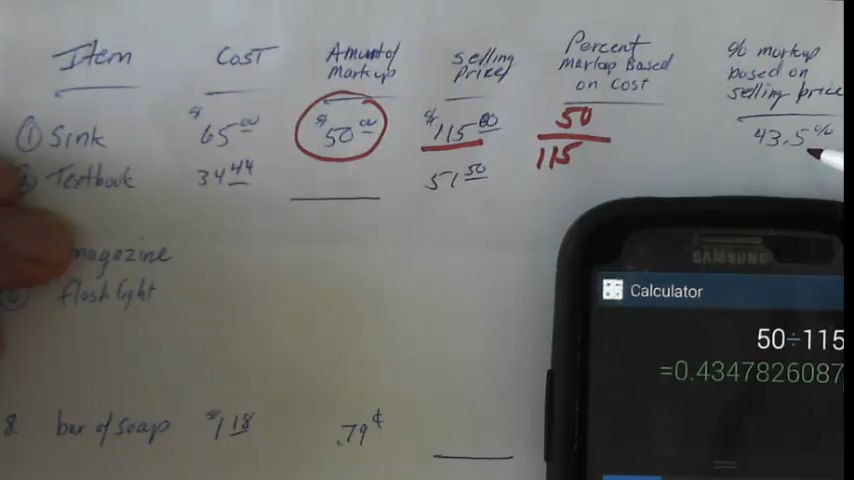 Item
Cost
Amount of
Markup
Selling
Price
Percent
Markup Based
on Cost
% markup
based on
selling price
① Sink $65.00 $50.00 $115.00 50 43.5%
115
Textbook 34.44 51.50
magazine
flashlight
8. bar of soap $1.18 .79¢
SAMSUNG
Calculator
50÷115
=0.4347826087